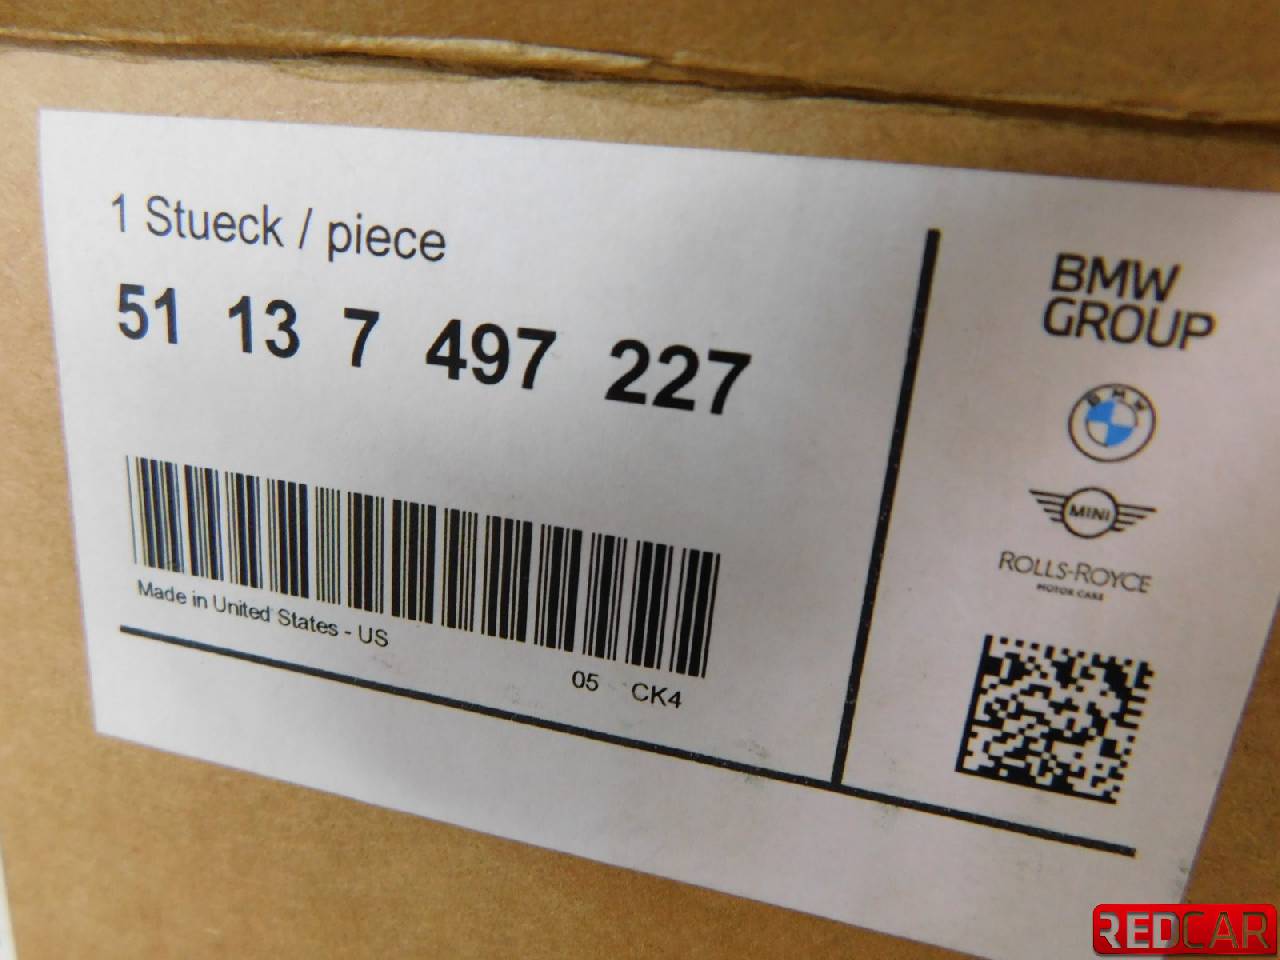 1 Stueck / piece
51 13 7 497 227
Made in United States - US
05 CK4
BMW
GROUP
BMW
MINI
ROLLS-ROYCE
MOTOR CARS
REDCAR